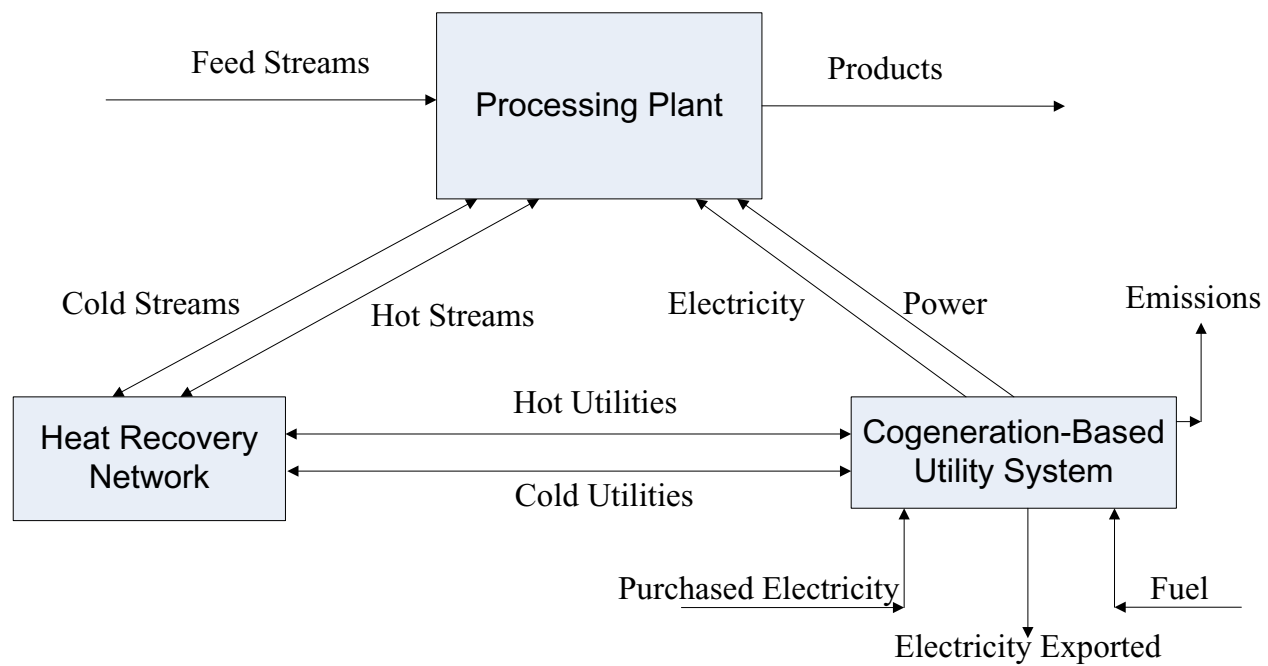 Feed Streams
Products
Processing Plant
Cold Streams
Hot Streams
Electricity
Power
Emissions
Heat Recovery
Network
Hot Utilities
Cold Utilities
Cogeneration-Based
Utility System
Purchased Electricity
Fuel
Electricity Exported